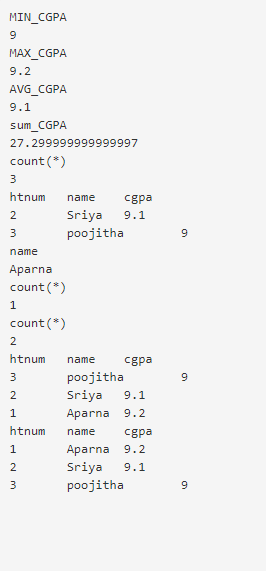 MIN_CGPA
9
MAX_CGPA
9.2
AVG_CGPA
9.1
sum_CGPA
27.299999999999997
count(*)
3
htnum name cgpa
2 Sriya 9.1
3 poojitha 9
name
Aparna
count(*)
1
count(*)
2
htnum name cgpa
3 poojitha 9
2 Sriya 9.1
1 Aparna 9.2
htnum name cgpa
1 Aparna 9.2
2 Sriya 9.1
3 poojitha 9